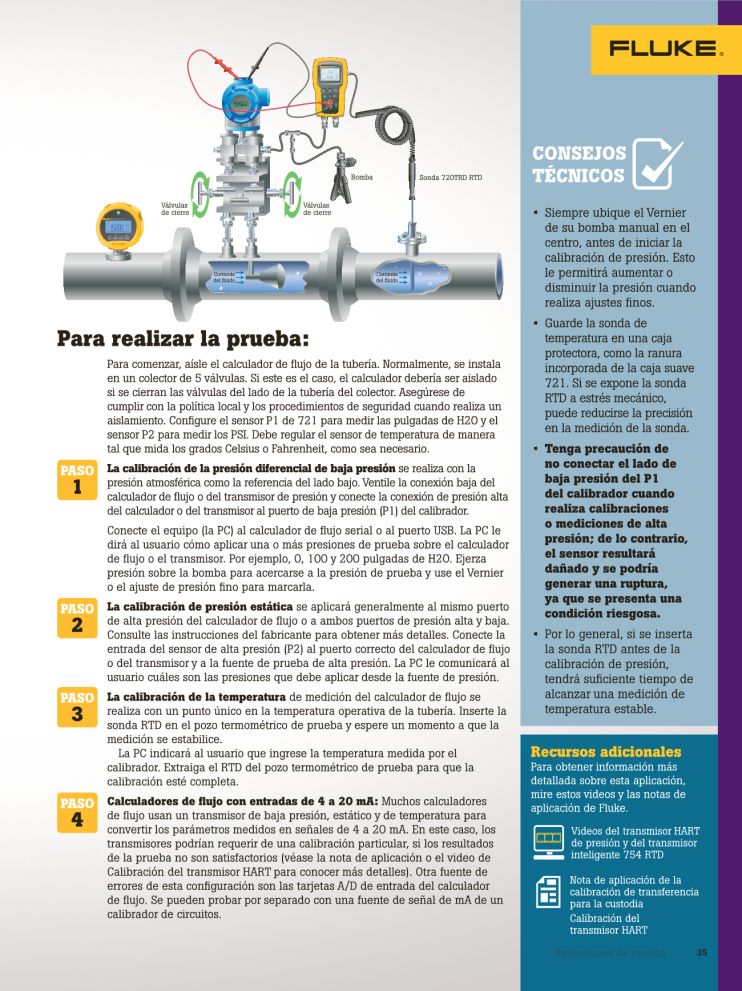 FLUKE®
Bomba
Sonda 720TRD RTD
Válvulas
de cierre
Válvulas
de cierre
Corriente
del fluido
Corriente
del fluido
Para realizar la prueba:
Para comenzar, aísle el calculador de flujo de la tubería. Normalmente, se instala
en un colector de 5 válvulas. Si este es el caso, el calculador debería ser aislado
si se cierran las válvulas del lado de la tubería del colector. Asegúrese de
cumplir con la política local y los procedimientos de seguridad cuando realiza un
aislamiento. Configure el sensor P1 de 721 para medir las pulgadas de H2O y el
sensor P2 para medir los PSI. Debe regular el sensor de temperatura de manera
tal que mida los grados Celsius o Fahrenheit, como sea necesario.
PASO
1
La calibración de la presión diferencial de baja presión se realiza con la
presión atmosférica como la referencia del lado bajo. Ventile la conexión baja del
calculador de flujo o del transmisor de presión y conecte la conexión de presión alta
del calculador o del transmisor al puerto de baja presión (P1) del calibrador.
Conecte el equipo (la PC) al calculador de flujo serial o al puerto USB. La PC le
dirá al usuario cómo aplicar una o más presiones de prueba sobre el calculador
de flujo o el transmisor. Por ejemplo, 0, 100 y 200 pulgadas de H2O. Ejerza
presión sobre la bomba para acercarse a la presión de prueba y use el Vernier
o el ajuste de presión fino para marcarla.
PASO
2
La calibración de presión estática se aplicará generalmente al mismo puerto
de alta presión del calculador de flujo o a ambos puertos de presión alta y baja.
Consulte las instrucciones del fabricante para obtener más detalles. Conecte la
entrada del sensor de alta presión (P2) al puerto correcto del calculador de flujo
o del transmisor y a la fuente de prueba de alta presión. La PC le comunicará al
usuario cuáles son las presiones que debe aplicar desde la fuente de presión.
PASO
3
La calibración de la temperatura de medición del calculador de flujo se
realiza con un punto único en la temperatura operativa de la tubería. Inserte la
sonda RTD en el pozo termométrico de prueba y espere un momento a que la
medición se estabilice.
La PC indicará al usuario que ingrese la temperatura medida por el
calibrador. Extraiga el RTD del pozo termométrico de prueba para que la
calibración esté completa.
PASO
4
Calculadores de flujo con entradas de 4 a 20 mA: Muchos calculadores
de flujo usan un transmisor de baja presión, estático y de temperatura para
convertir los parámetros medidos en señales de 4 a 20 mA. En este caso, los
transmisores podrían requerir de una calibración particular, si los resultados
de la prueba no son satisfactorios (véase la nota de aplicación o el video de
Calibración del transmisor HART para conocer más detalles). Otra fuente de
errores de esta configuración son las tarjetas A/D de entrada del calculador
de flujo. Se pueden probar por separado con una fuente de señal de mA de un
calibrador de circuitos.
CONSEJOS
TÉCNICOS
▪ Siempre ubique el Vernier
de su bomba manual en el
centro, antes de iniciar la
calibración de presión. Esto
le permitirá aumentar o
disminuir la presión cuando
realiza ajustes finos.
▪ Guarde la sonda de
temperatura en una caja
protectora, como la ranura
incorporada de la caja suave
721. Si se expone la sonda
RTD a estrés mecánico,
puede reducirse la precisión
en la medición de la sonda.
▪ Tenga precaución de
no conectar el lado de
baja presión del P1
del calibrador cuando
realiza calibraciones
o mediciones de alta
presión; de lo contrario,
el sensor resultará
dañado y se podría
generar una ruptura,
ya que se presenta una
condición riesgosa.
▪ Por lo general, si se inserta
la sonda RTD antes de la
calibración de presión,
tendrá suficiente tiempo de
alcanzar una medición de
temperatura estable.
Recursos adicionales
Para obtener información más
detallada sobre esta aplicación,
mire estos videos y las notas de
aplicación de Fluke.
Videos del transmisor HART
de presión y del transmisor
inteligente 754 RTD
Nota de aplicación de la
calibración de transferencia
para la custodia
Calibración del
transmisor HART
Aplicaciones de presión 35